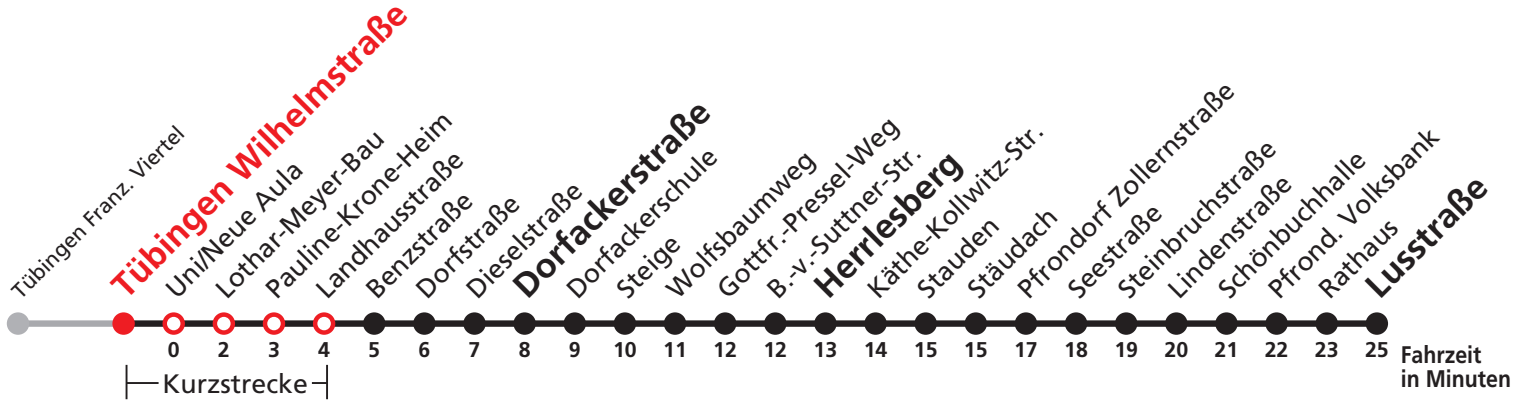 Tübingen Franz. Viertel
Tübingen Wilhelmstraße
Uni/Neue Aula
Lothar-Meyer-Bau
Pauline-Krone-Heim
Landhausstraße
Benzstraße
Dorfstraße
Dieselstraße
Dorfackerstraße
Dorfackerschule
Steige
Wolfsbaumweg
Gottfr.-Pressel-Weg
B.-v.-Suttner-Str.
Herrlesberg
Käthe-Kollwitz-Str.
Stauden
Stäudach
Pfrondorf Zollernstraße
Seestraße
Steinbruchstraße
Lindenstraße
Schönbuchhalle
Pfrond. Volksbank
Rathaus
Lusstraße
0 2 3 4 5 6 7 8 9 10 11 12 12 13 14 15 15 17 18 19 20 21 22 23 25
Fahrzeit
in Minuten
Kurzstrecke